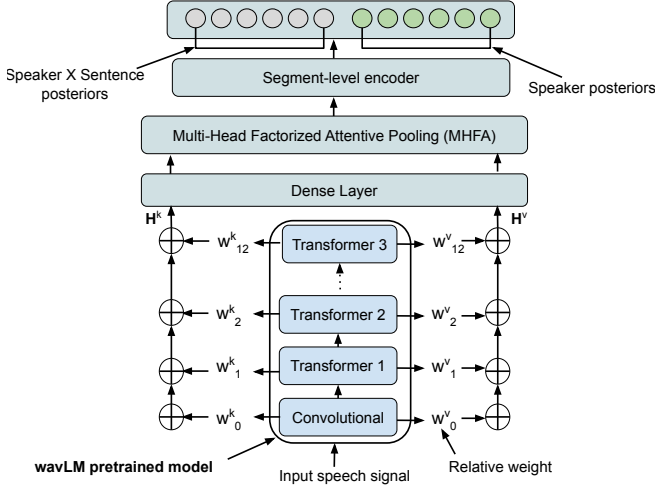 Speaker X Sentence
posteriors
Segment-level encoder
Speaker posteriors
Multi-Head Factorized Attentive Pooling (MHFA)
Dense Layer
H^k
H^v
w^k_12
Transformer 3
w^v_12
w^k_2
Transformer 2
w^v_2
w^k_1
Transformer 1
w^v_1
w^k_0
Convolutional
w^v_0
wavLM pretrained model
Input speech signal
Relative weight